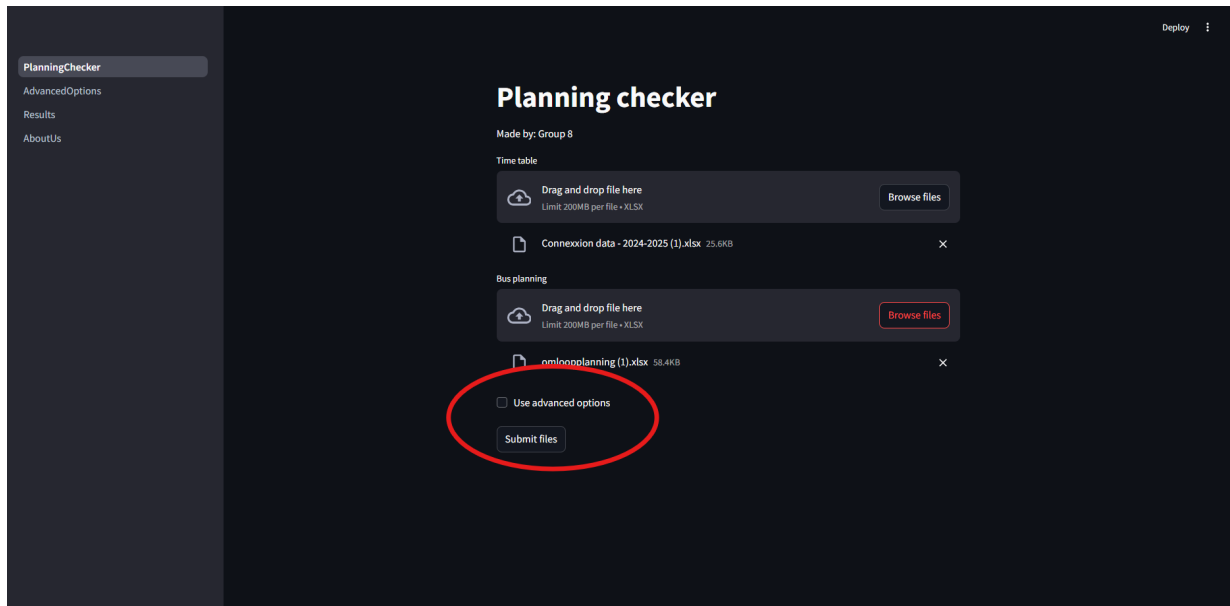 Deploy
PlanningChecker
AdvancedOptions
Results
AboutUs
Planning checker
Made by: Group 8
Time table
Drag and drop file here
Limit 200MB per file • XLSX
Browse files
Connexxion data - 2024-2025 (1).xlsx 25.6KB
Bus planning
Drag and drop file here
Limit 200MB per file • XLSX
Browse files
omloopplanning (1).xlsx 58.4KB
Use advanced options
Submit files